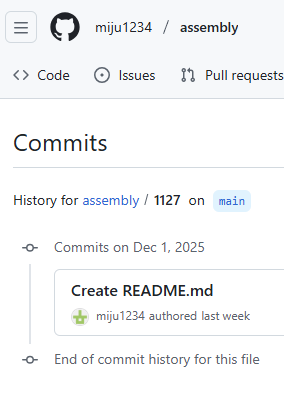 miju1234 / assembly
Code Issues Pull requests
Commits
History for assembly / 1127 on main
Commits on Dec 1, 2025
Create README.md
miju1234 authored last week
End of commit history for this file